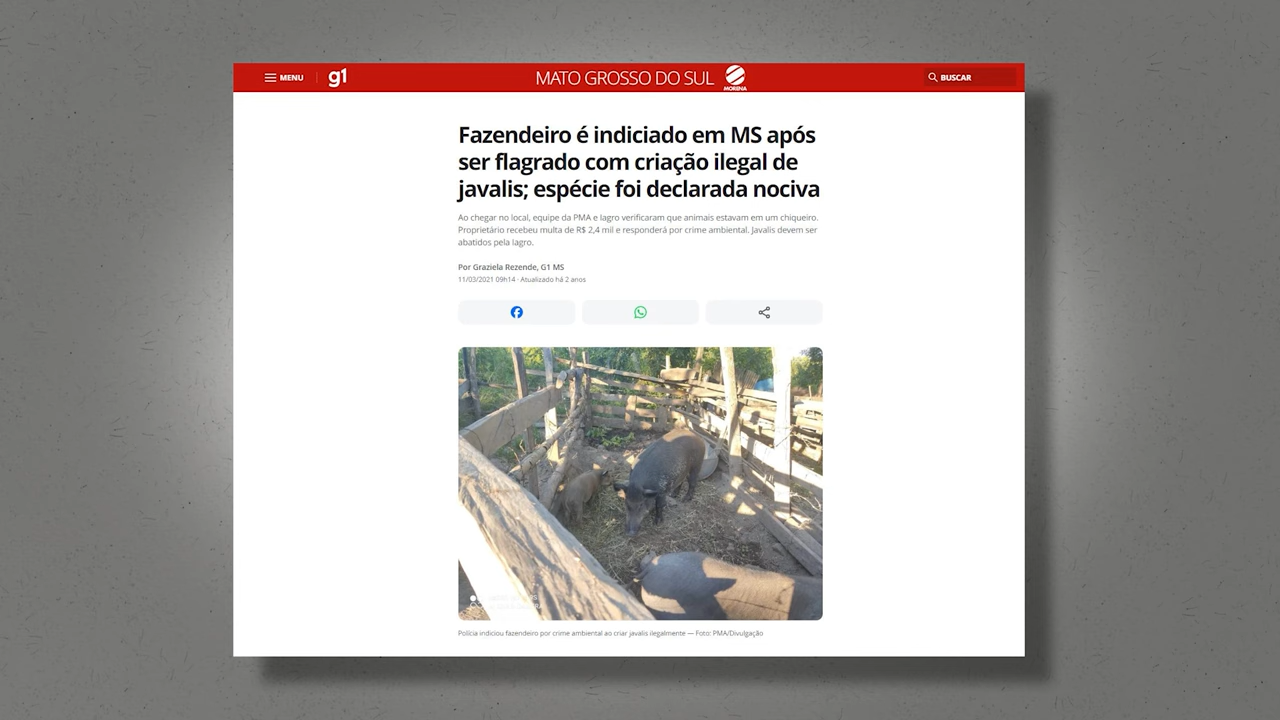 MENU
g1
MATO GROSSO DO SUL
MORENA
BUSCAR
Fazendeiro é indiciado em MS após
ser flagrado com criação ilegal de
javalis; espécie foi declarada nociva
Ao chegar no local, equipe da PMA e Iagro verificaram que animais estavam em um chiqueiro.
Proprietário recebeu multa de R$ 2,4 mil e responderá por crime ambiental. Javalis devem ser
abatidos pela Iagro.
Por Graziela Rezende, G1 MS
11/03/2021 09h14 · Atualizado há 2 anos
Polícia indiciou fazendeiro por crime ambiental ao criar javalis ilegalmente — Foto: PMA/Divulgação